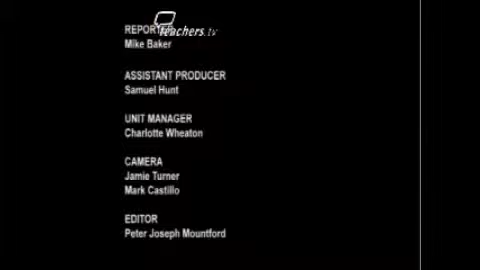 teachers.tv
REPORTER
Mike Baker
ASSISTANT PRODUCER
Samuel Hunt
UNIT MANAGER
Charlotte Wheaton
CAMERA
Jamie Turner
Mark Castillo
EDITOR
Peter Joseph Mountford